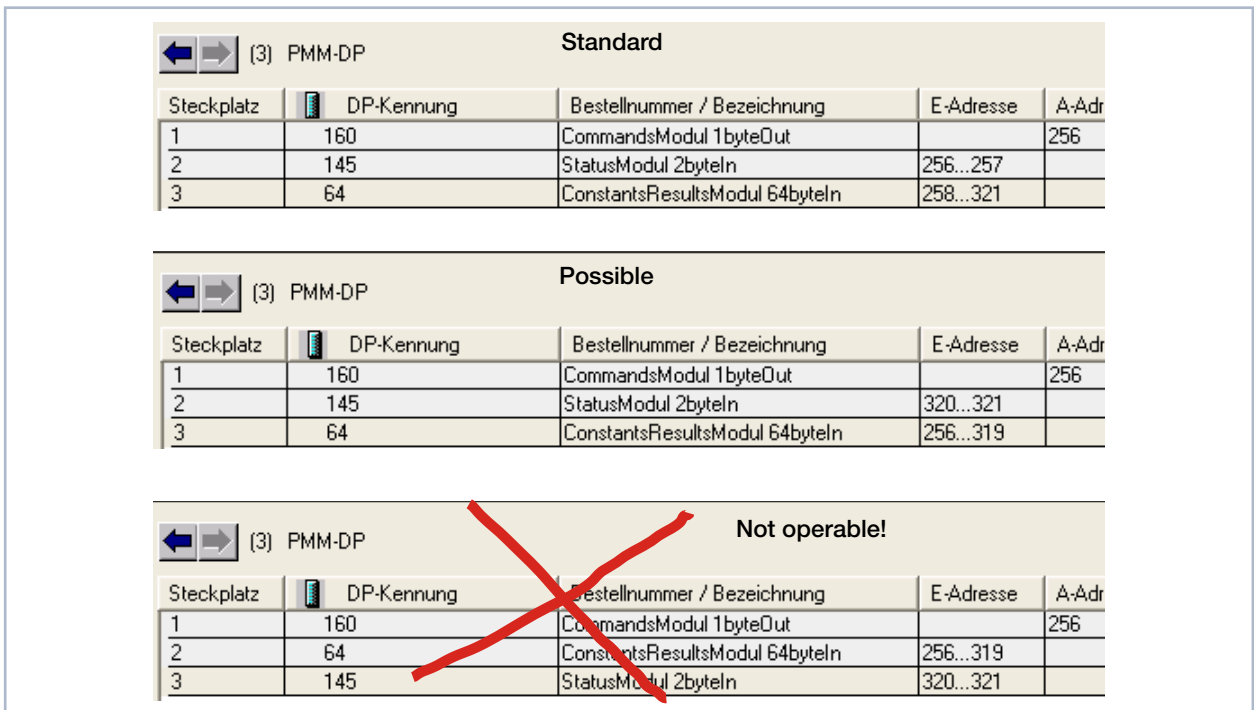 Standard
(3) PMM-DP
Steckplatz DP-Kennung Bestellnummer / Bezeichnung E-Adresse A-Adr
1 160 CommandsModul 1byteOut 256
2 145 StatusModul 2byteIn 256...257
3 64 ConstantsResultsModul 64byteIn 258...321
Possible
(3) PMM-DP
Steckplatz DP-Kennung Bestellnummer / Bezeichnung E-Adresse A-Adr
1 160 CommandsModul 1byteOut 256
2 145 StatusModul 2byteIn 320...321
3 64 ConstantsResultsModul 64byteIn 256...319
Not operable!
(3) PMM-DP
Steckplatz DP-Kennung Bestellnummer / Bezeichnung E-Adresse A-Adr
1 160 CommandsModul 1byteOut 256
2 64 ConstantsResultsModul 64byteIn 256...319
3 145 StatusModul 2byteIn 320...321